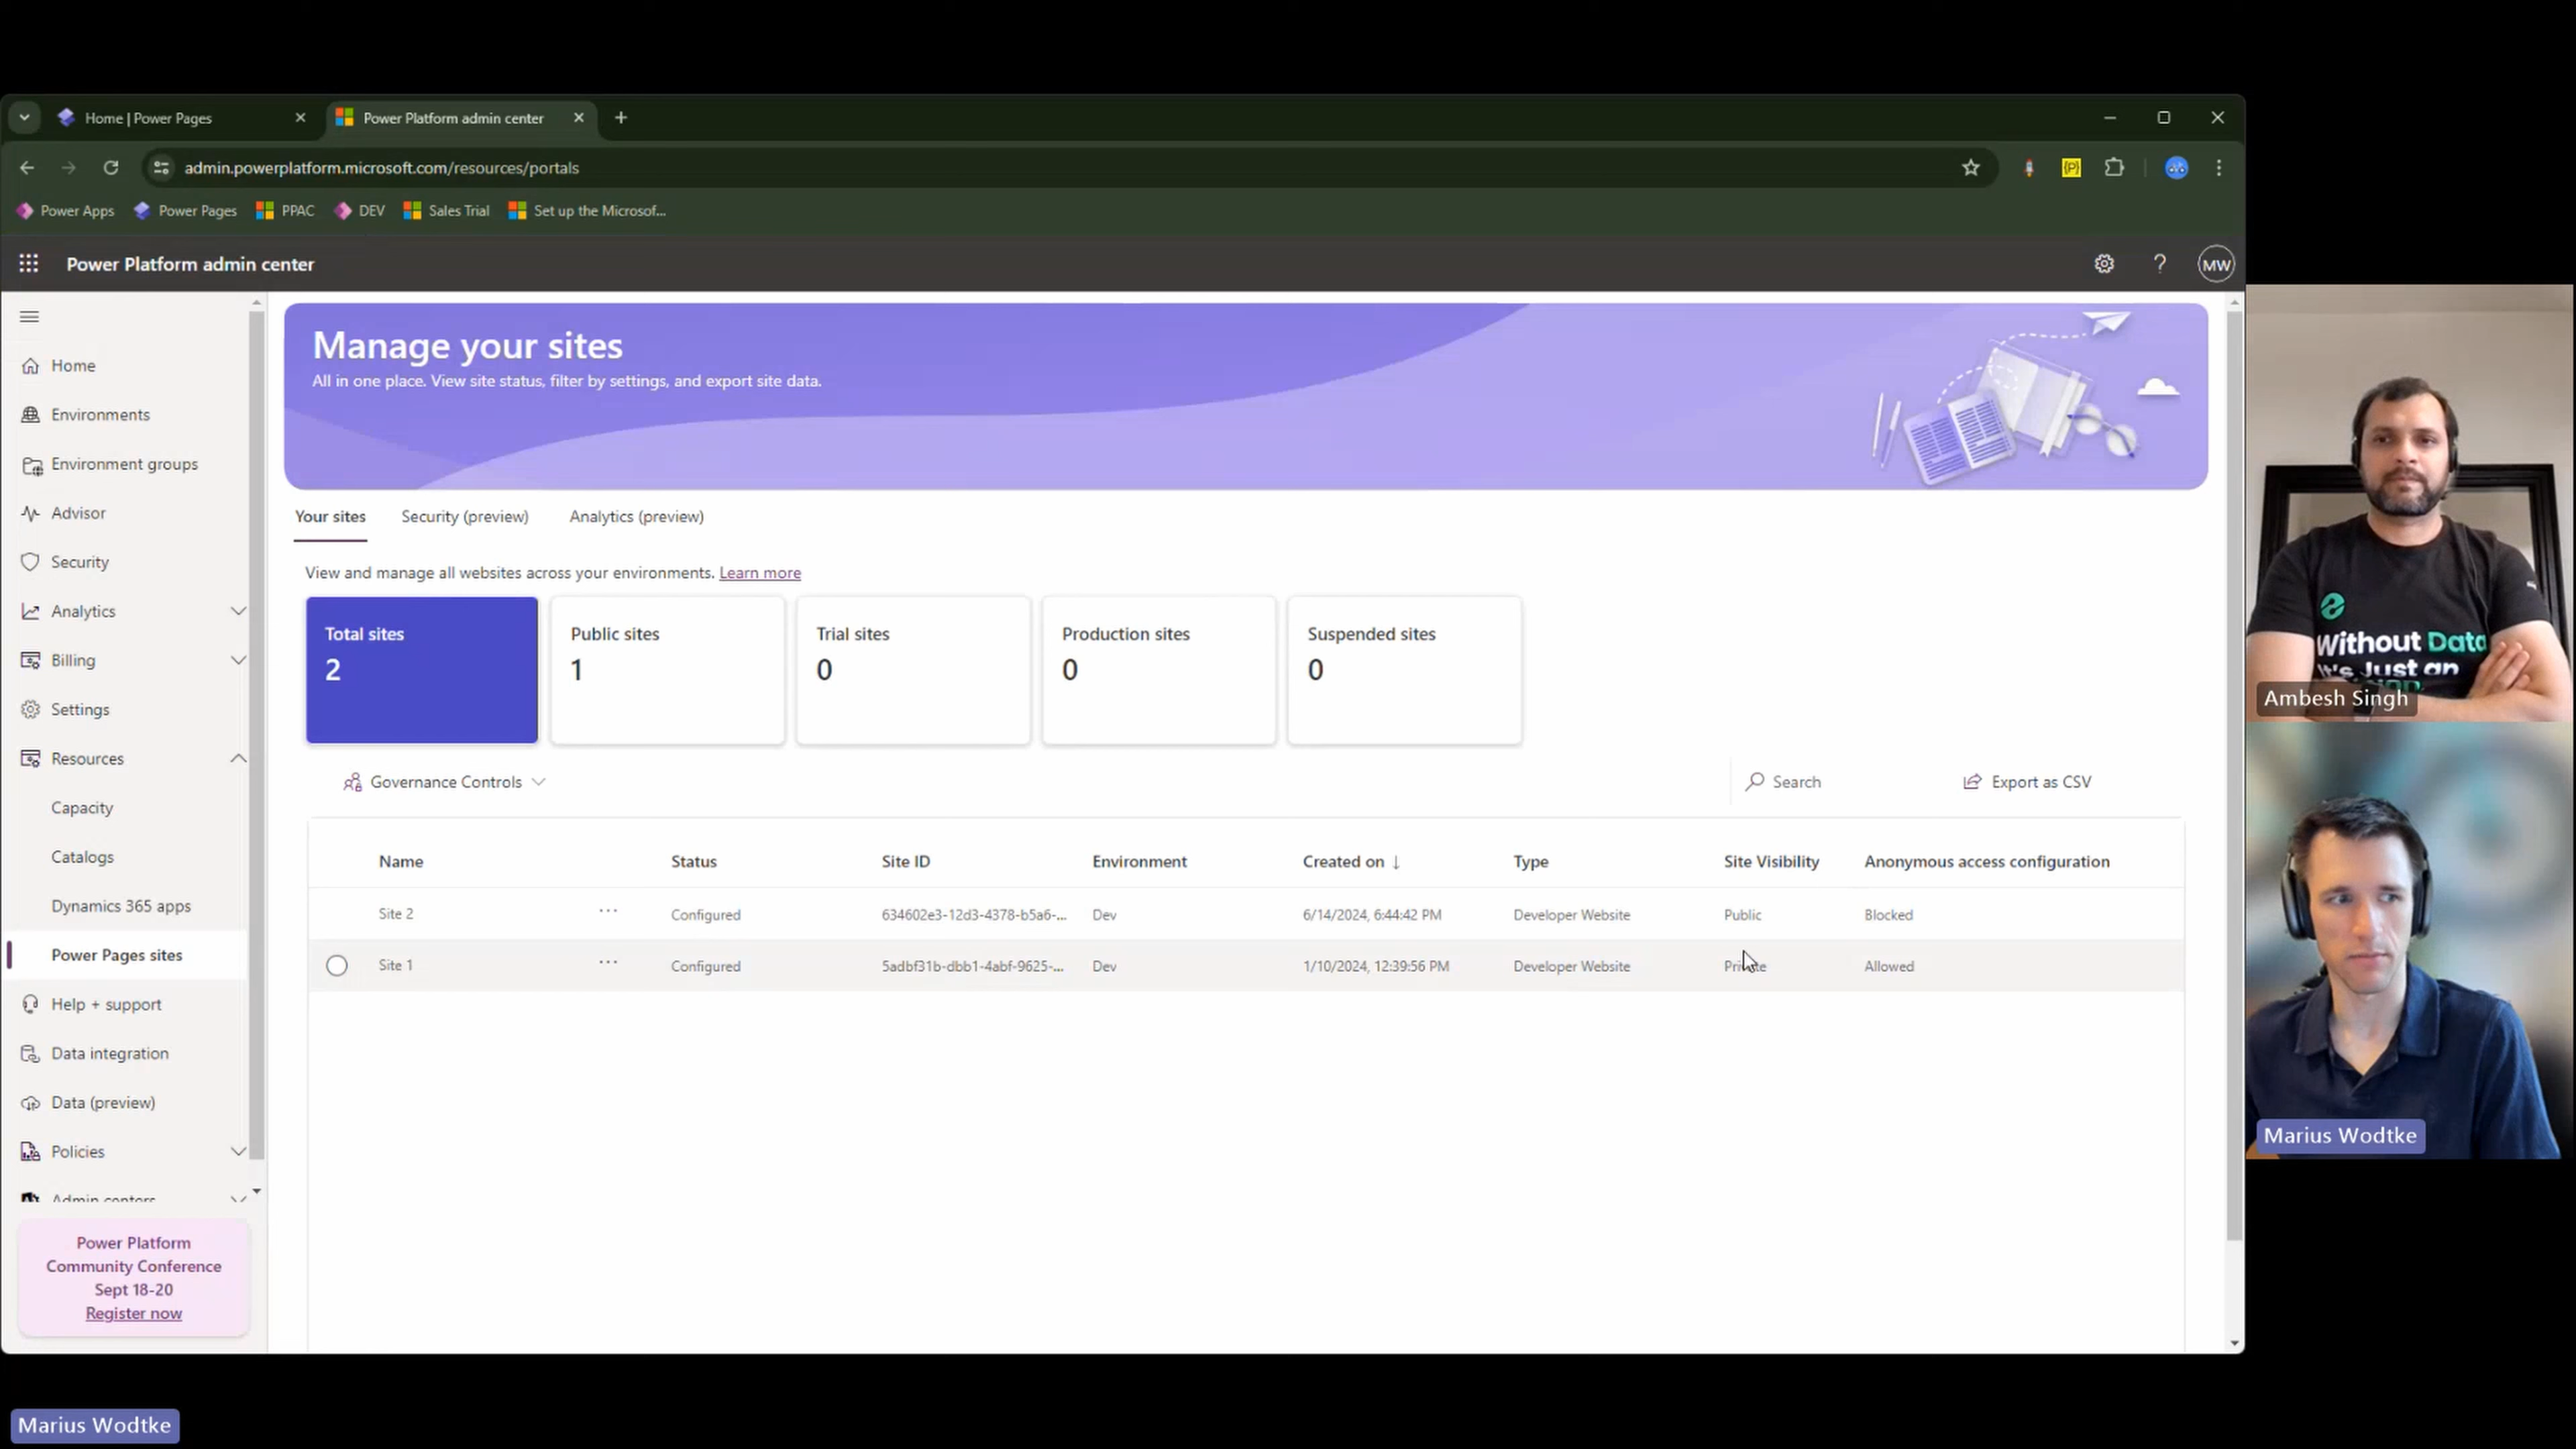 Home | Power Pages
Power Platform admin center
admin.powerplatform.microsoft.com/resources/portals
Power Apps
Power Pages
PPAC
DEV
Sales Trial
Set up the Microsof...
Power Platform admin center
MW
Home
Environments
Environment groups
Advisor
Security
Analytics
Billing
Settings
Resources
Capacity
Catalogs
Dynamics 365 apps
Power Pages sites
Help + support
Data integration
Data (preview)
Policies
Admin centers
Power Platform
Community Conference
Sept 18-20
Register now
Manage your sites
All in one place. View site status, filter by settings, and export site data.
Your sites Security (preview) Analytics (preview)
View and manage all websites across your environments. Learn more
Total sites
2
Public sites
1
Trial sites
0
Production sites
0
Suspended sites
0
Governance Controls
Search
Export as CSV
Name Status Site ID Environment Created on ↓ Type Site Visibility Anonymous access configuration
Site 2 ... Configured 634602e3-12d3-4378-b5a6-... Dev 6/14/2024, 6:44:42 PM Developer Website Public Blocked
Site 1 ... Configured 5adbf31b-dbb1-4abf-9625-... Dev 1/10/2024, 12:39:56 PM Developer Website Private Allowed
Without Data
It's Just an
Ambesh Singh
Marius Wodtke
Marius Wodtke